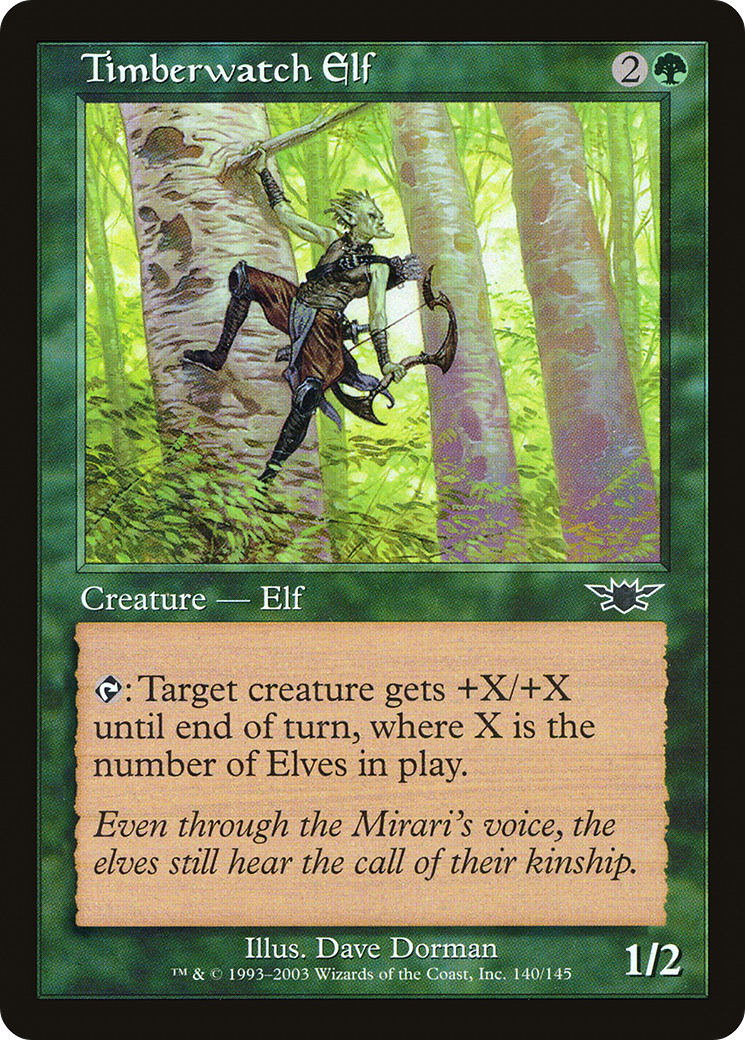 Timberwatch Elf 2
Creature — Elf
: Target creature gets +X/+X
until end of turn, where X is the
number of Elves in play.
Even through the Mirari's voice, the
elves still hear the call of their kinship.
Illus. Dave Dorman
™ & © 1993–2003 Wizards of the Coast, Inc. 140/145
1/2